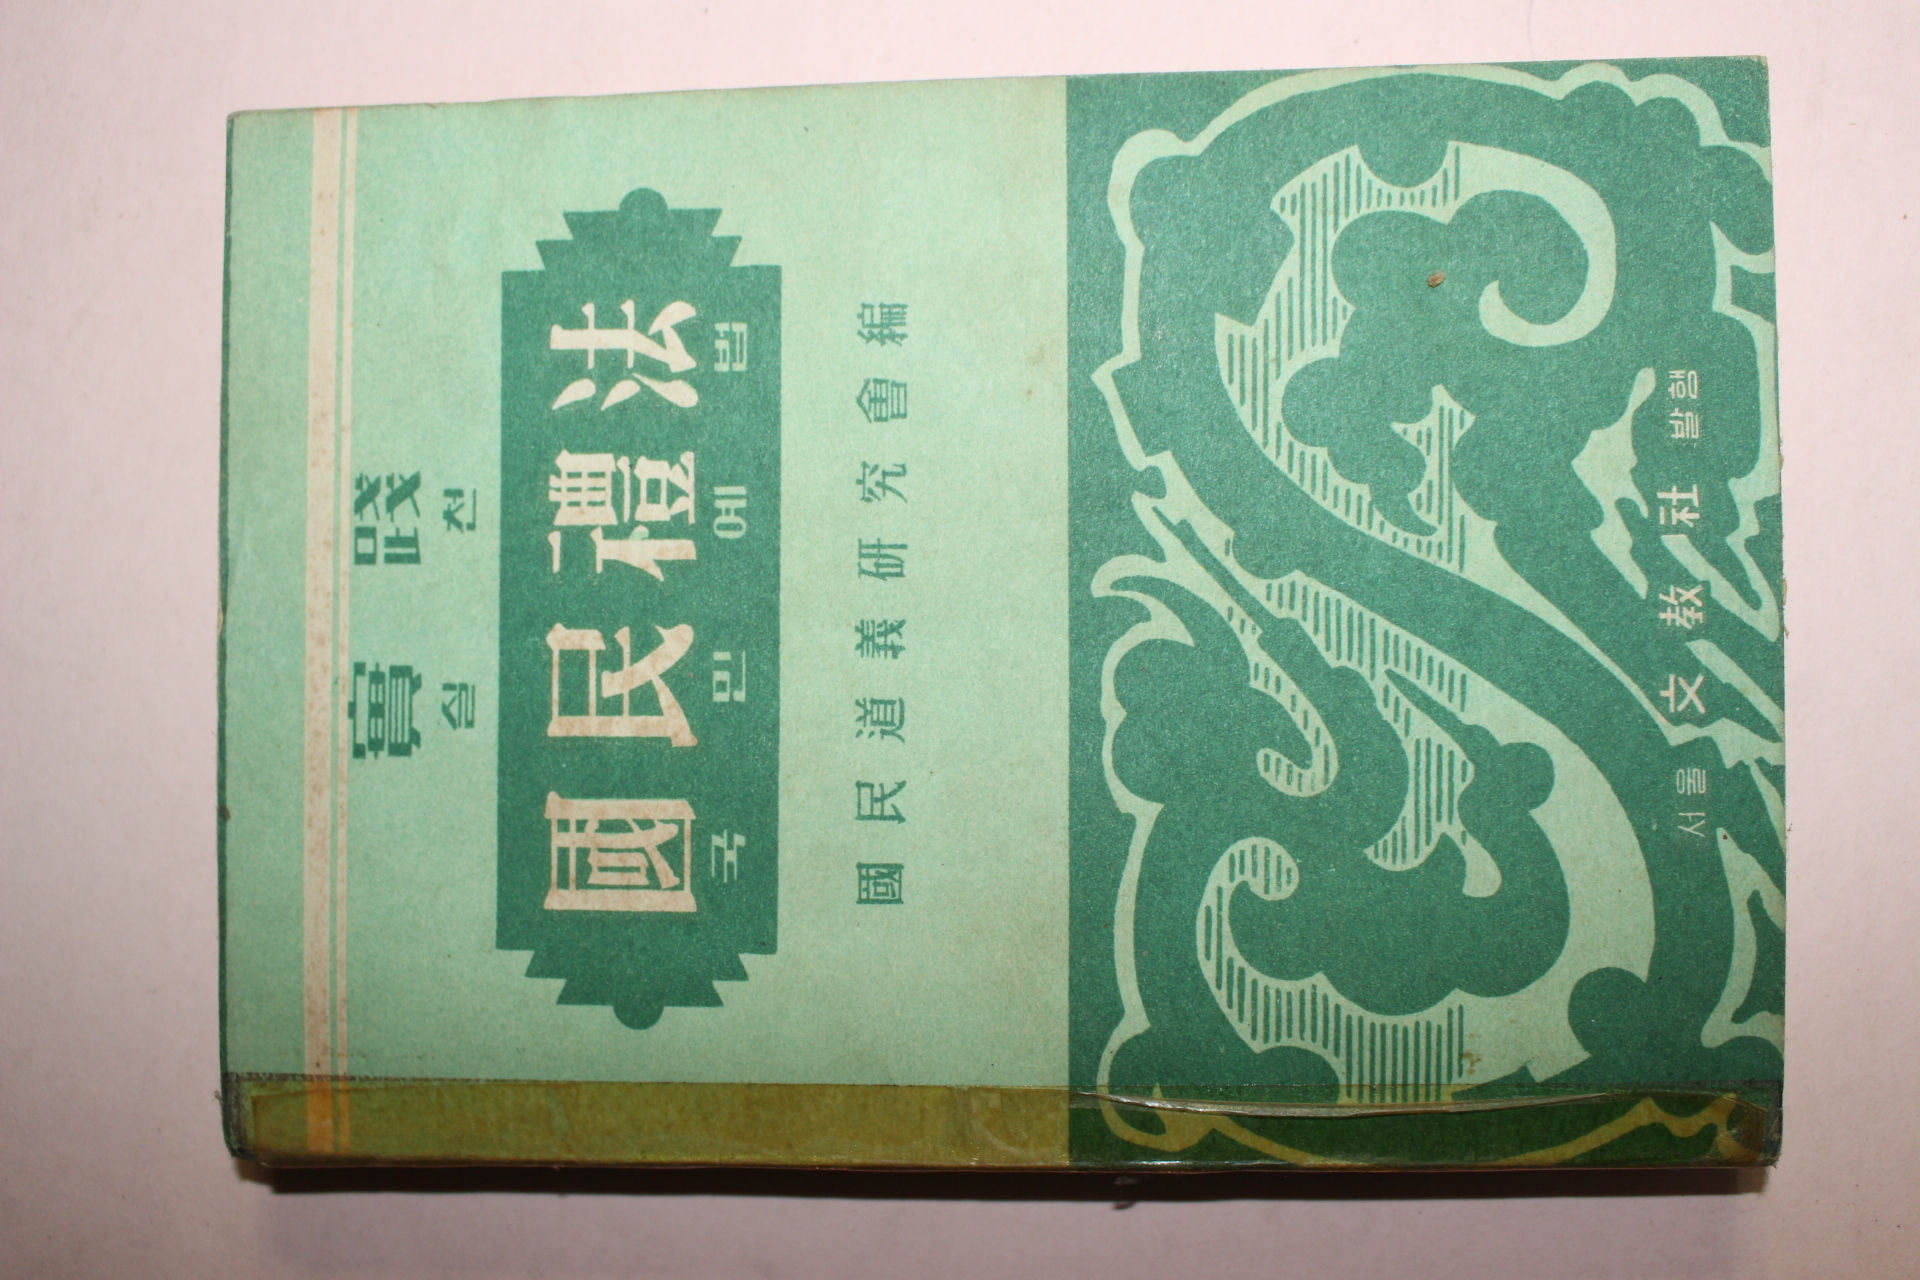 實踐
실천
國民禮法
국민예법
國民道義研究會編
서울 文教社 발행